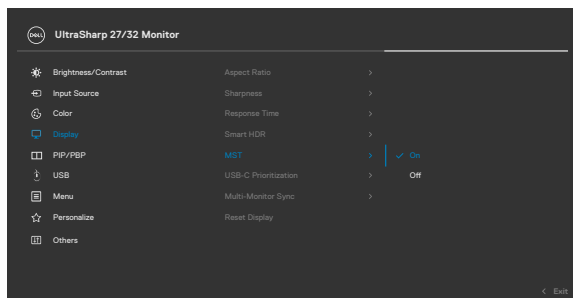 DELL UltraSharp 27/32 Monitor
Brightness/Contrast Aspect Ratio >
Input Source Sharpness >
Color Response Time >
Display Smart HDR >
PIP/PBP MST > ✓ On
USB USB-C Prioritization > Off
Menu Multi-Monitor Sync >
Personalize Reset Display
Others
< Exit